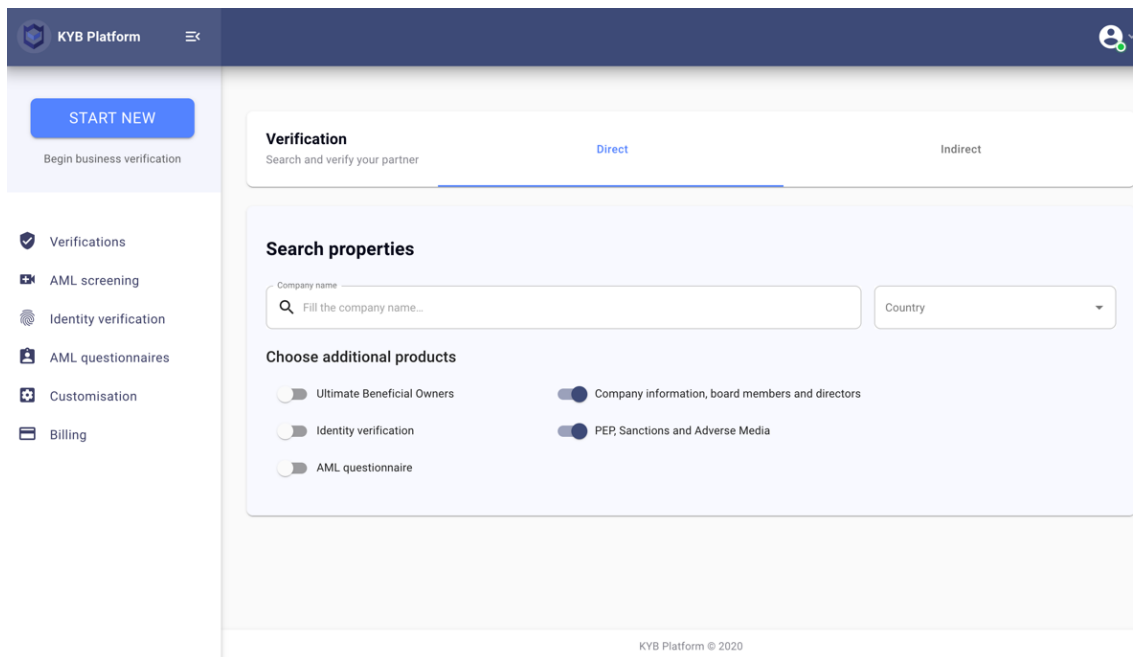 KYB Platform
START NEW
Begin business verification
Verifications
AML screening
Identity verification
AML questionnaires
Customisation
Billing
Verification
Search and verify your partner
Direct
Indirect
Search properties
Company name
Fill the company name...
Country
Choose additional products
Ultimate Beneficial Owners
Company information, board members and directors
Identity verification
PEP, Sanctions and Adverse Media
AML questionnaire
KYB Platform © 2020